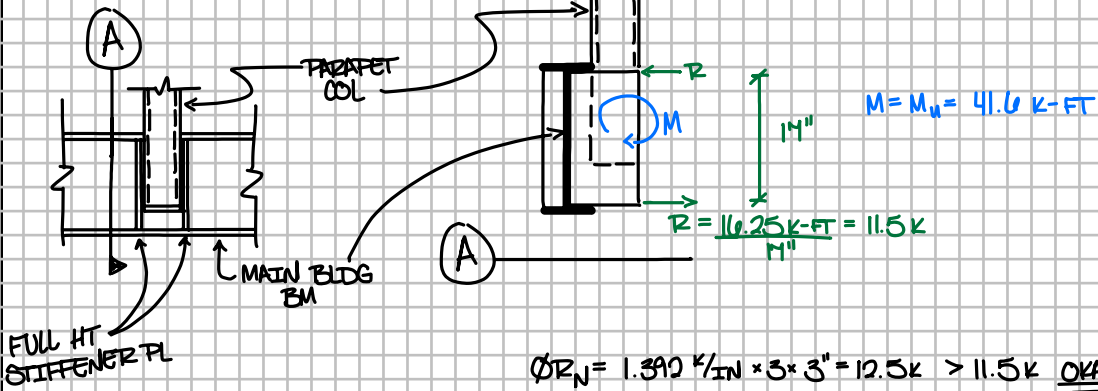 A
PARAPET
COL
R
M
14"
M = Mu = 41.6 K-FT
R = 16.25 K-FT = 11.5 K
14"
A
MAIN BLDG
BM
FULL HT
STIFFENER PL
ØRN = 1.392 K/IN * 3 * 3" = 12.5K > 11.5K OKA